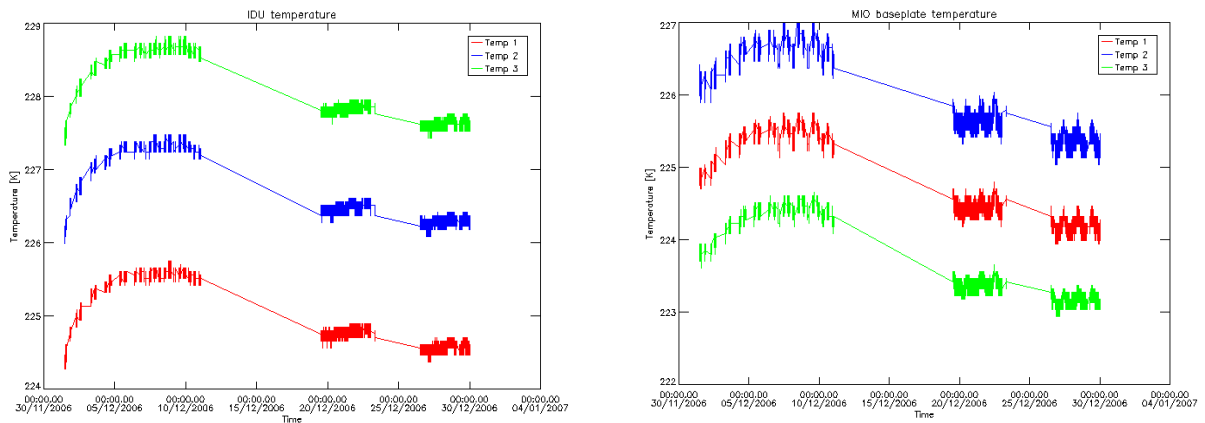 IDU temperature
229
228
227
226
225
224
Temperature [K]
Temp 1
Temp 2
Temp 3
00:00.00 00:00.00 00:00.00 00:00.00 00:00.00 00:00.00 00:00.00 00:00.00
30/11/2006 05/12/2006 10/12/2006 15/12/2006 20/12/2006 25/12/2006 30/12/2006 04/01/2007
Time
MIO baseplate temperature
227
226
225
224
223
222
Temperature [K]
Temp 1
Temp 2
Temp 3
00:00.00 00:00.00 00:00.00 00:00.00 00:00.00 00:00.00 00:00.00 00:00.00
30/11/2006 05/12/2006 10/12/2006 15/12/2006 20/12/2006 25/12/2006 30/12/2006 04/01/2007
Time